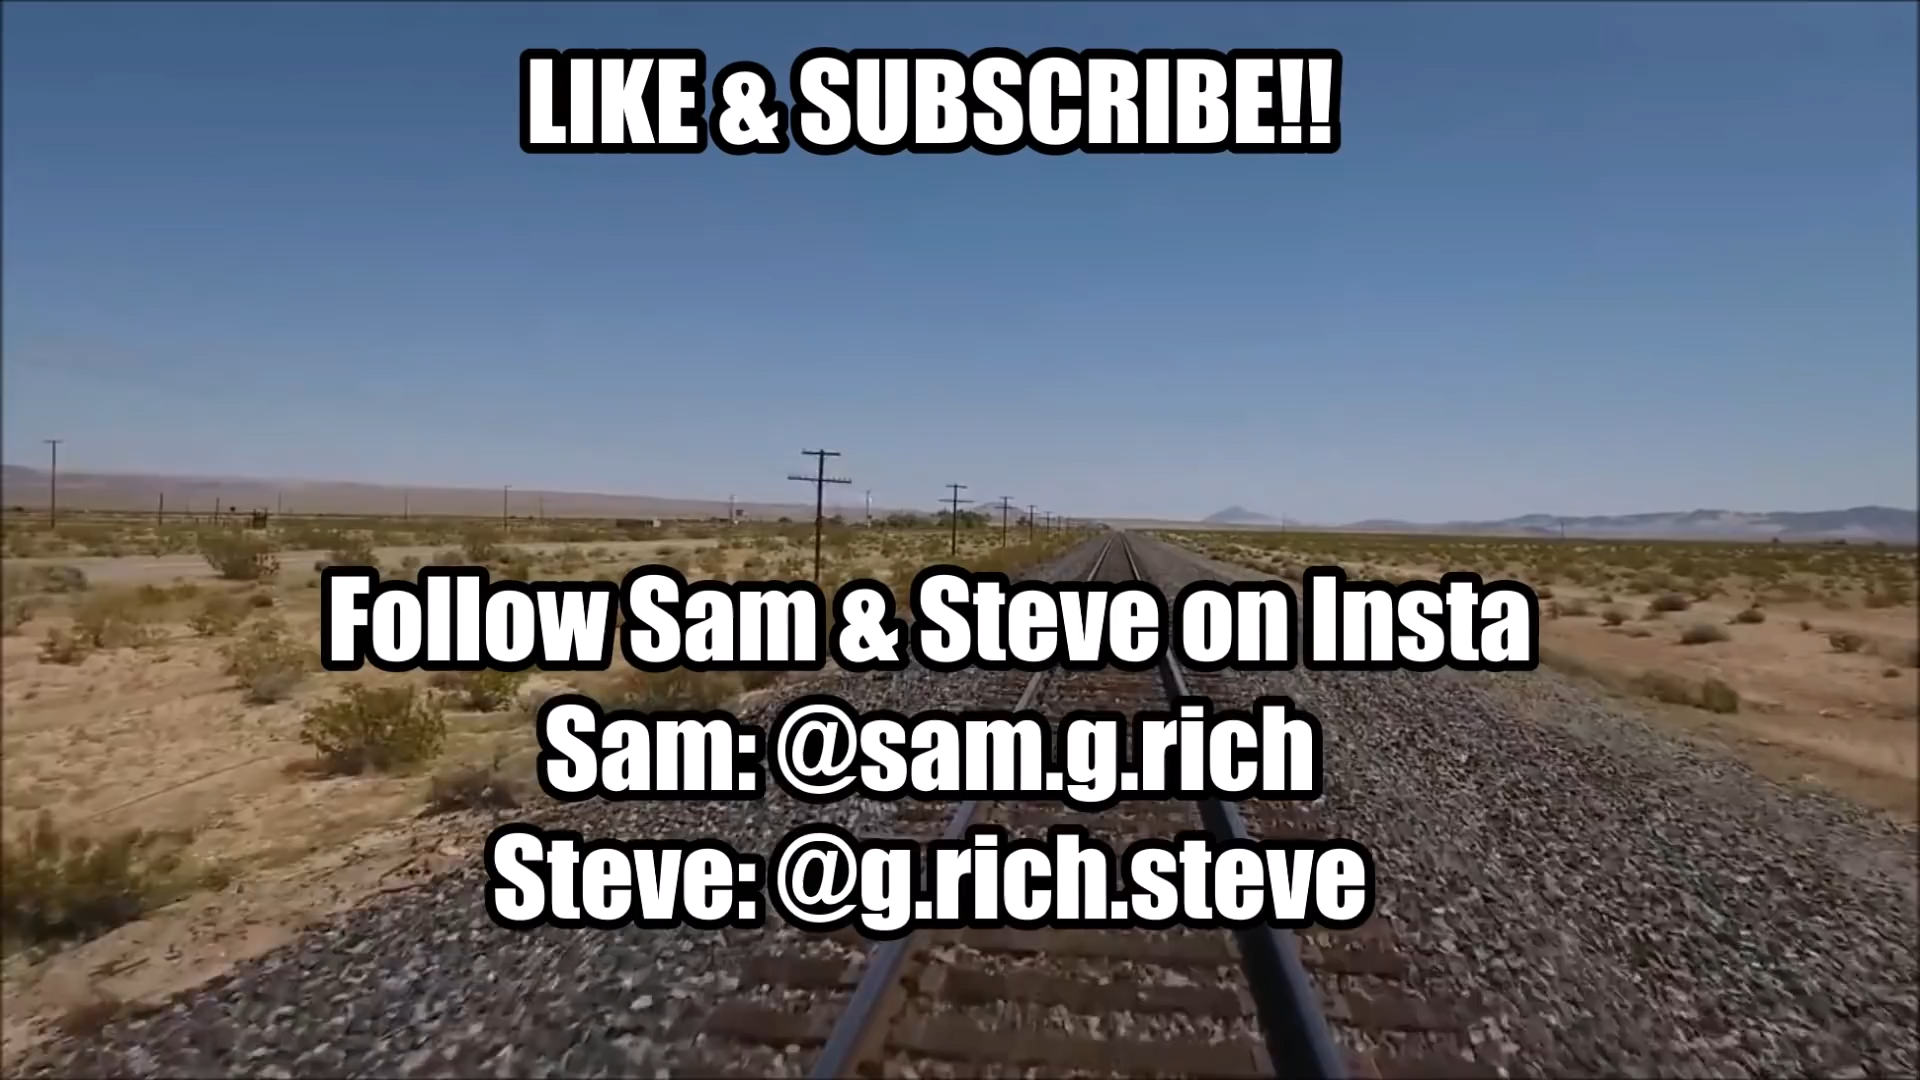 LIKE & SUBSCRIBE!!
Follow Sam & Steve on Insta
Sam: @sam.g.rich
Steve: @g.rich.steve